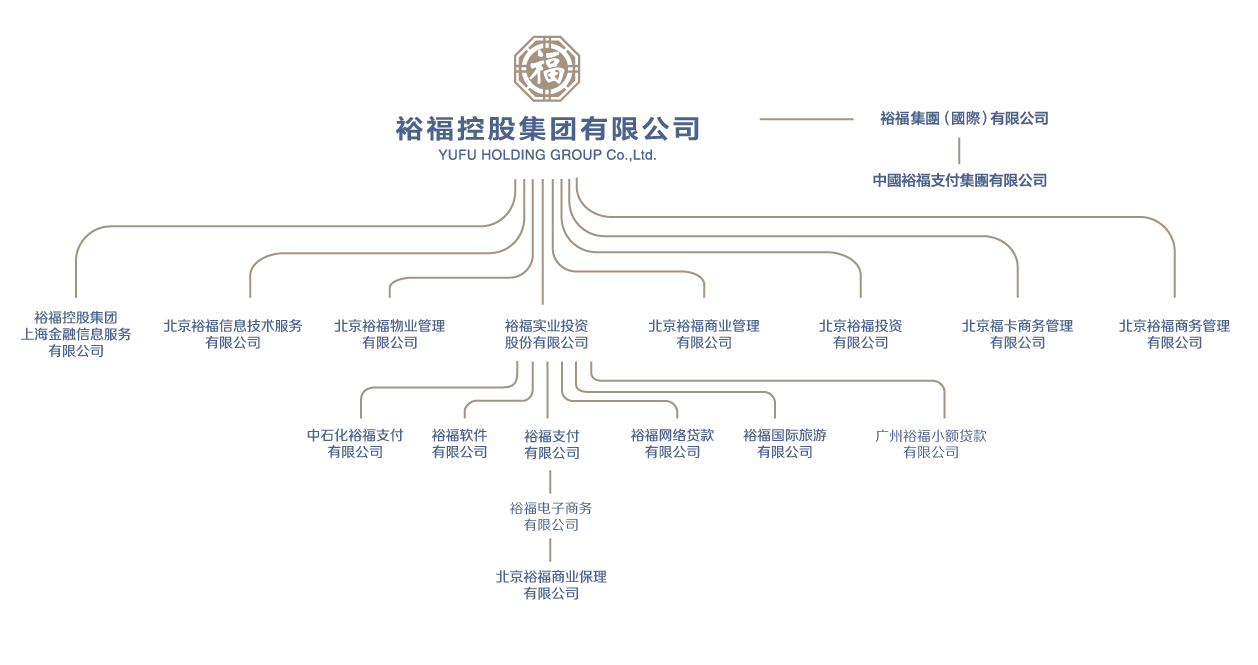 福
裕福控股集团有限公司
YUFU HOLDING GROUP Co.,Ltd.
裕福集團（國際）有限公司
中國裕福支付集團有限公司
裕福控股集团
上海金融信息服务
有限公司
北京裕福信息技术服务
有限公司
北京裕福物业管理
有限公司
裕福实业投资
股份有限公司
北京裕福商业管理
有限公司
北京裕福投资
有限公司
北京福卡商务管理
有限公司
北京裕福商务管理
有限公司
中石化裕福支付
有限公司
裕福软件
有限公司
裕福支付
有限公司
裕福网络贷款
有限公司
裕福国际旅游
有限公司
广州裕福小额贷款
有限公司
裕福电子商务
有限公司
北京裕福商业保理
有限公司